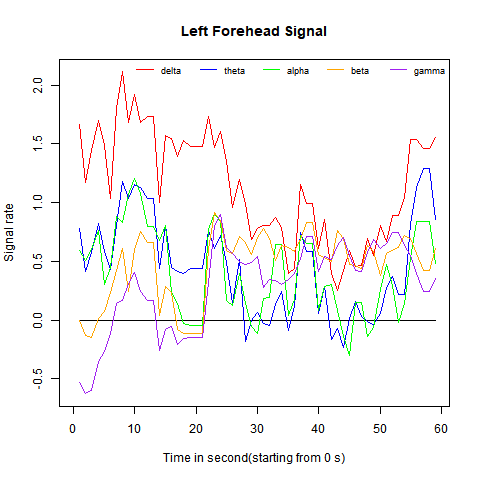 Left Forehead Signal
delta theta alpha beta gamma
Signal rate
2.0
1.5
1.0
0.5
0.0
-0.5
0 10 20 30 40 50 60
Time in second(starting from 0 s)